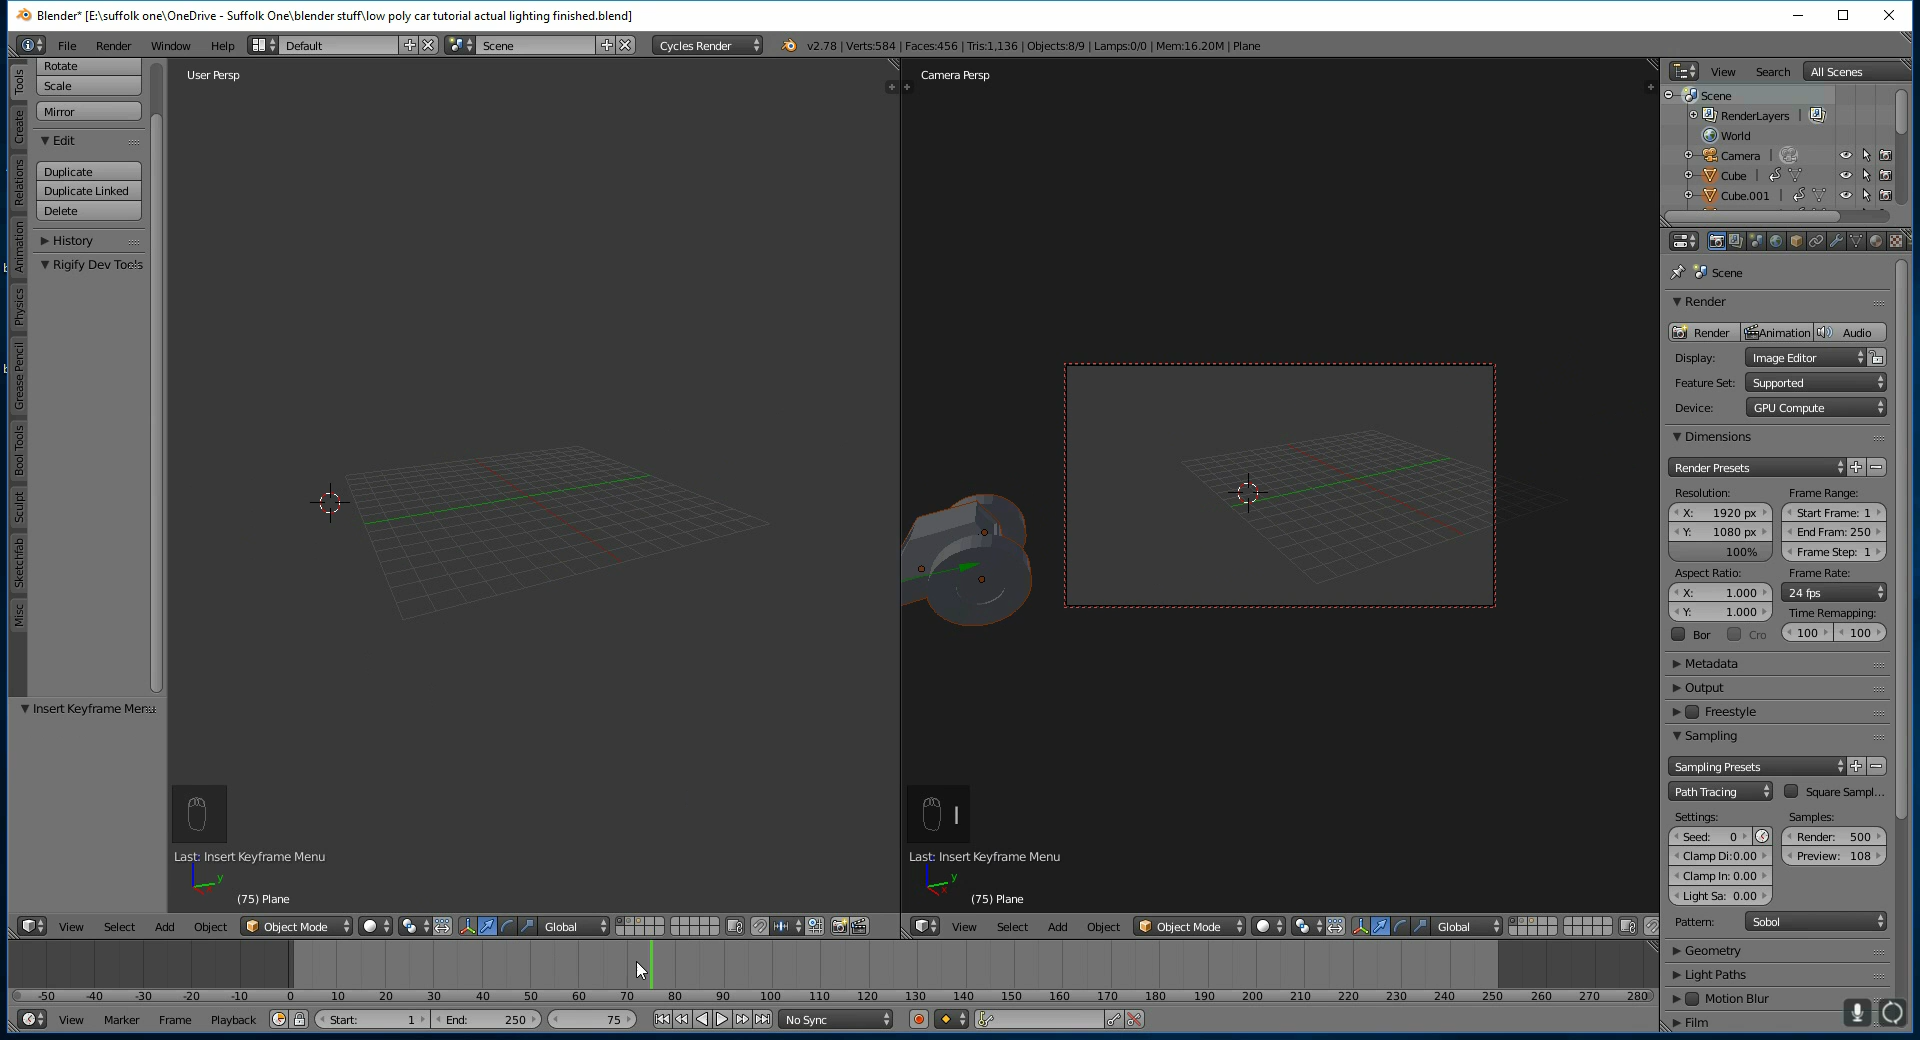 Blender* [E:\suffolk one\OneDrive - Suffolk One\blender stuff\low poly car tutorial actual lighting finished.blend]
File Render Window Help Default Scene Cycles Render v2.78 | Verts:584 | Faces:456 | Tris:1,136 | Objects:8/9 | Lamps:0/0 | Mem:16.20M | Plane
Tools
Create
Relations
Animation
Physics
Grease Pencil
Bool Tools
Sculpt
Sketchfab
Misc
Rotate
Scale
Mirror
Edit
Duplicate
Duplicate Linked
Delete
History
Rigify Dev Tools
Insert Keyframe Menu
User Persp
Last: Insert Keyframe Menu
y
(75) Plane
View Select Add Object Object Mode Global
Camera Persp
I
Last: Insert Keyframe Menu
y
x
(75) Plane
View Select Add Object Object Mode Global
View Search All Scenes
Scene
RenderLayers |
World
Camera |
Cube |
Cube.001 |
Scene
Render
Render Animation Audio
Display: Image Editor
Feature Set: Supported
Device: GPU Compute
Dimensions
Render Presets
Resolution: Frame Range:
X: 1920 px Start Frame: 1
Y: 1080 px End Fram: 250
100% Frame Step: 1
Aspect Ratio: Frame Rate:
X: 1.000 24 fps
Y: 1.000 Time Remapping:
Bor Cro 100 100
Metadata
Output
Freestyle
Sampling
Sampling Presets
Path Tracing Square Sampl...
Settings: Samples:
Seed: 0 Render: 500
Clamp Di:0.00 Preview: 108
Clamp In: 0.00
Light Sa: 0.00
Pattern: Sobol
Geometry
Light Paths
Motion Blur
Film
-50 -40 -30 -20 -10 0 10 20 30 40 50 60 70 80 90 100 110 120 130 140 150 160 170 180 190 200 210 220 230 240 250 260 270 280
View Marker Frame Playback Start: 1 End: 250 75 No Sync